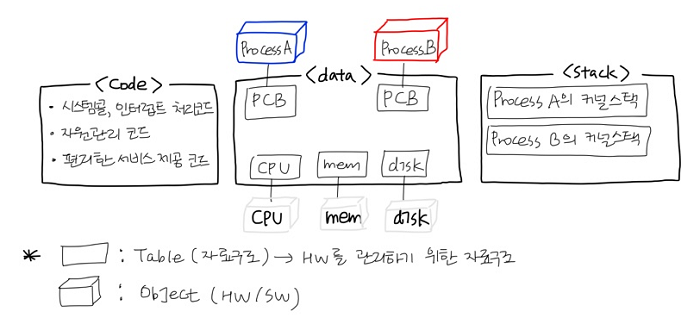 Process A
Process B
<Code>
<data>
<Stack>
• 시스템콜, 인터럽트 처리코드
• 자원관리 코드
• 편리한 서비스 제공 코드
PCB
PCB
CPU
mem
disk
Process A의 커널스택
Process B의 커널스택
CPU
mem
disk
* : Table (자료구조) → HW를 관리하기 위한 자료구조
: Object (HW/SW)